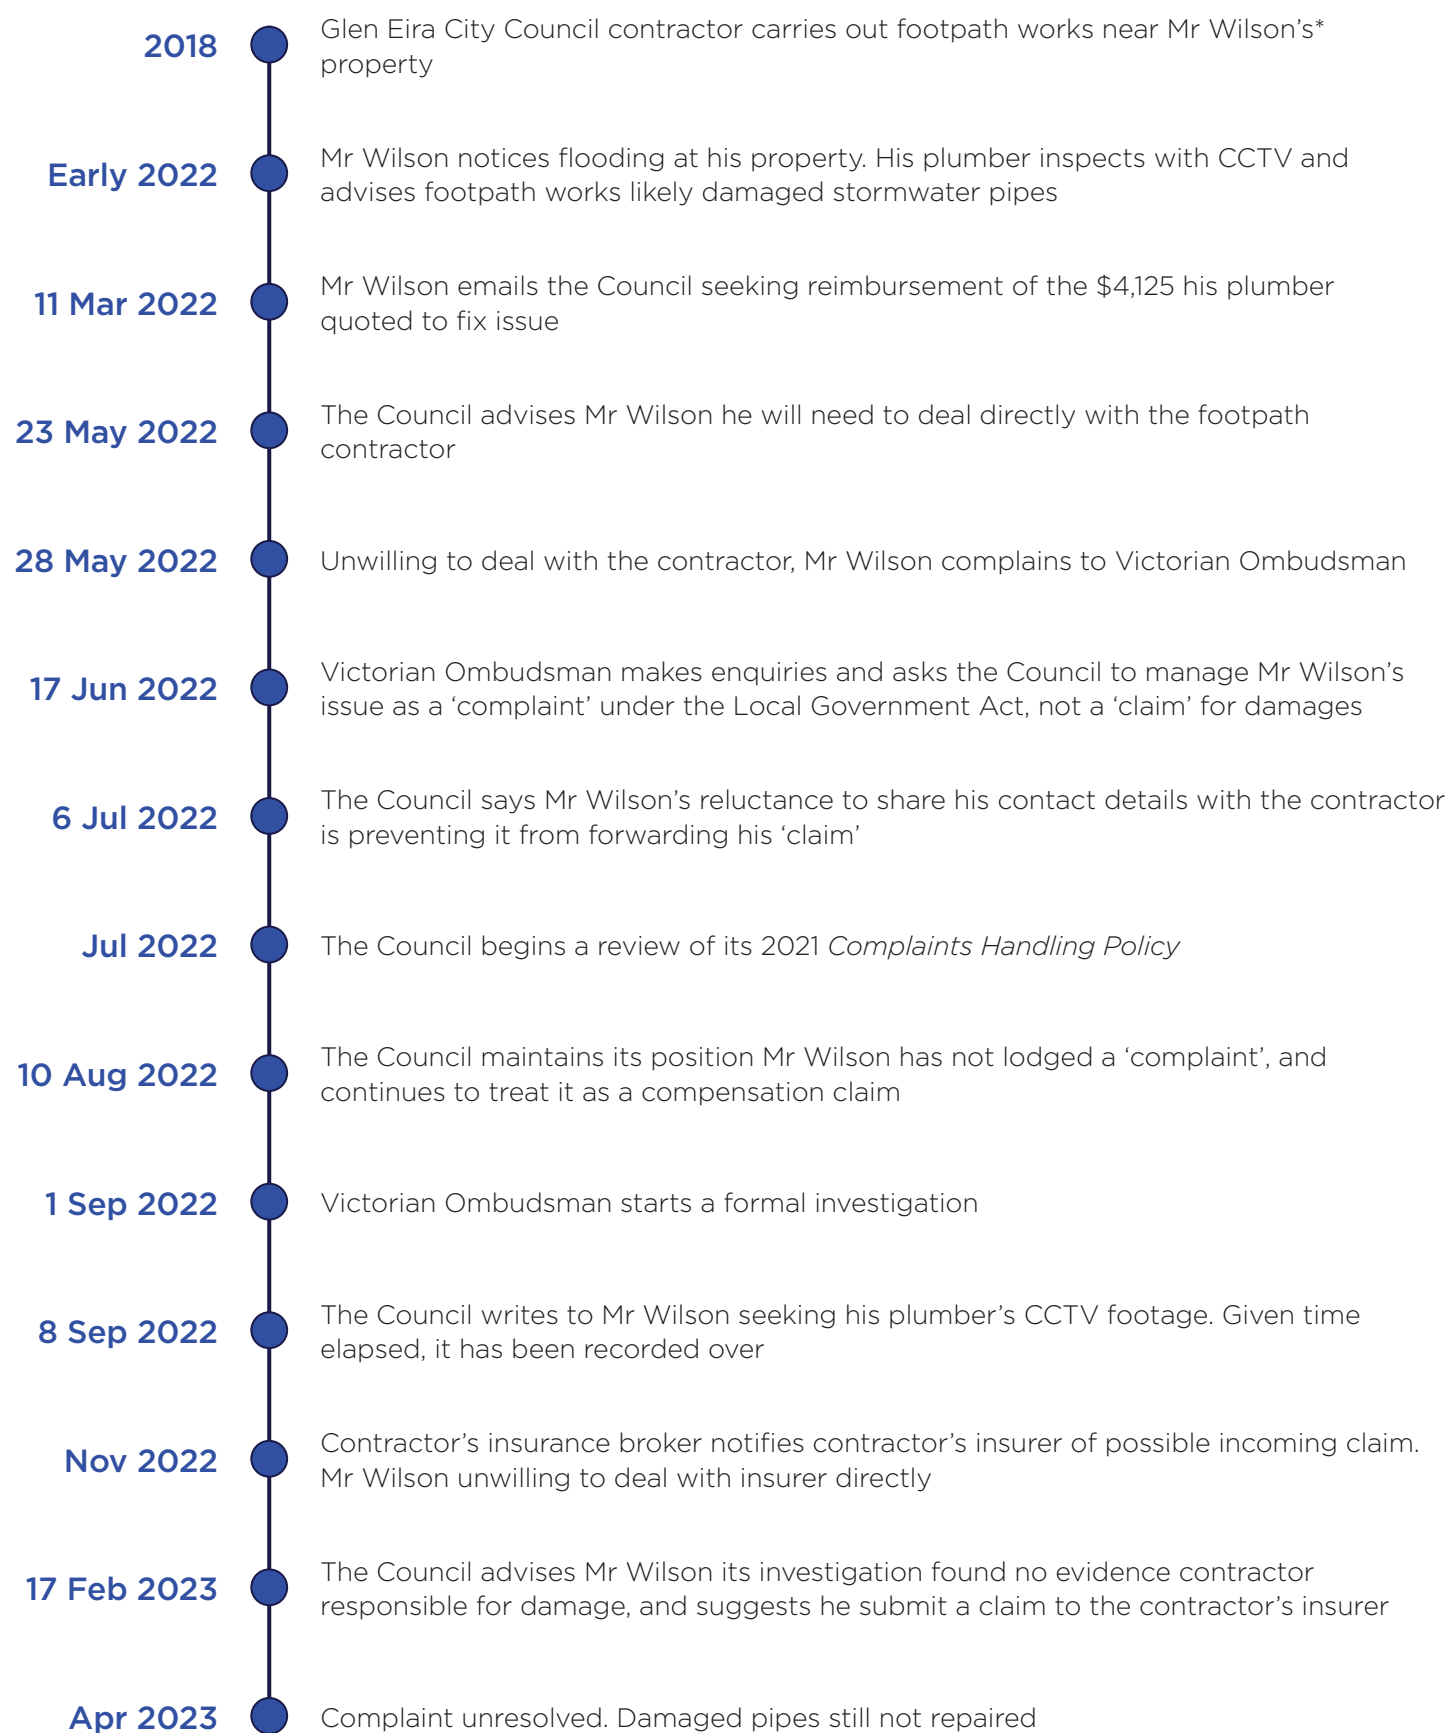 2018
Glen Eira City Council contractor carries out footpath works near Mr Wilson’s*
property
Early 2022
Mr Wilson notices flooding at his property. His plumber inspects with CCTV and
advises footpath works likely damaged stormwater pipes
11 Mar 2022
Mr Wilson emails the Council seeking reimbursement of the $4,125 his plumber
quoted to fix issue
23 May 2022
The Council advises Mr Wilson he will need to deal directly with the footpath
contractor
28 May 2022
Unwilling to deal with the contractor, Mr Wilson complains to Victorian Ombudsman
17 Jun 2022
Victorian Ombudsman makes enquiries and asks the Council to manage Mr Wilson’s
issue as a ‘complaint’ under the Local Government Act, not a ‘claim’ for damages
6 Jul 2022
The Council says Mr Wilson’s reluctance to share his contact details with the contractor
is preventing it from forwarding his ‘claim’
Jul 2022
The Council begins a review of its 2021 Complaints Handling Policy
10 Aug 2022
The Council maintains its position Mr Wilson has not lodged a ‘complaint’, and
continues to treat it as a compensation claim
1 Sep 2022
Victorian Ombudsman starts a formal investigation
8 Sep 2022
The Council writes to Mr Wilson seeking his plumber’s CCTV footage. Given time
elapsed, it has been recorded over
Nov 2022
Contractor’s insurance broker notifies contractor’s insurer of possible incoming claim.
Mr Wilson unwilling to deal with insurer directly
17 Feb 2023
The Council advises Mr Wilson its investigation found no evidence contractor
responsible for damage, and suggests he submit a claim to the contractor’s insurer
Apr 2023
Complaint unresolved. Damaged pipes still not repaired